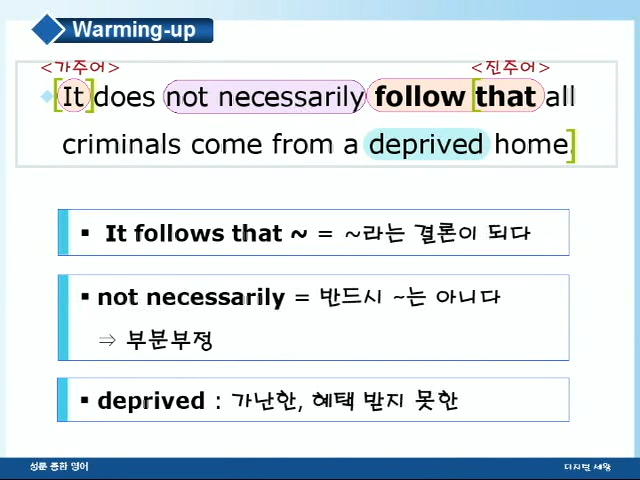 Warming-up
<가주어> <진주어>
It does not necessarily follow that all
criminals come from a deprived home.
▪ It follows that ~ = ~라는 결론이 되다
▪ not necessarily = 반드시 ~는 아니다
⇒ 부분부정
▪ deprived : 가난한, 혜택 받지 못한
성문 종합 영어 디지털 세왕